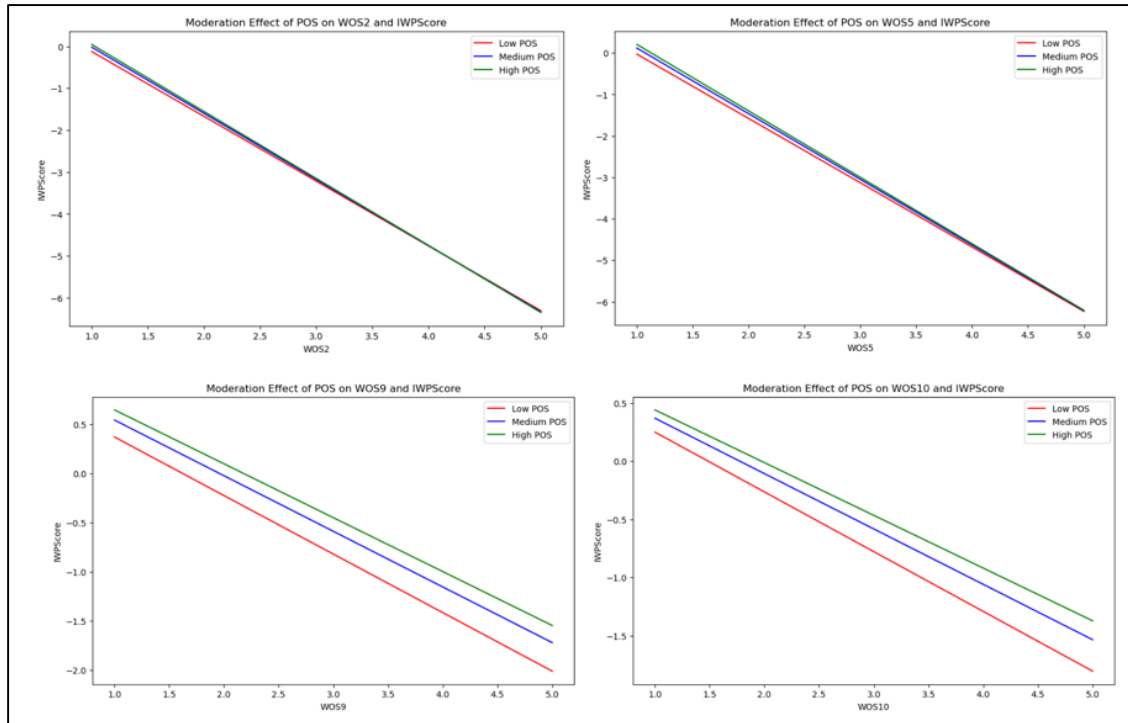 Moderation Effect of POS on WOS2 and IWPScore
Low POS
Medium POS
High POS
IWPScore
0
−1
−2
−3
−4
−5
−6
1.0 1.5 2.0 2.5 3.0 3.5 4.0 4.5 5.0
WOS2
Moderation Effect of POS on WOS5 and IWPScore
Low POS
Medium POS
High POS
IWPScore
0
−1
−2
−3
−4
−5
−6
1.0 1.5 2.0 2.5 3.0 3.5 4.0 4.5 5.0
WOS5
Moderation Effect of POS on WOS9 and IWPScore
Low POS
Medium POS
High POS
IWPScore
0.5
0.0
−0.5
−1.0
−1.5
−2.0
1.0 1.5 2.0 2.5 3.0 3.5 4.0 4.5 5.0
WOS9
Moderation Effect of POS on WOS10 and IWPScore
Low POS
Medium POS
High POS
IWPScore
0.5
0.0
−0.5
−1.0
−1.5
1.0 1.5 2.0 2.5 3.0 3.5 4.0 4.5 5.0
WOS10